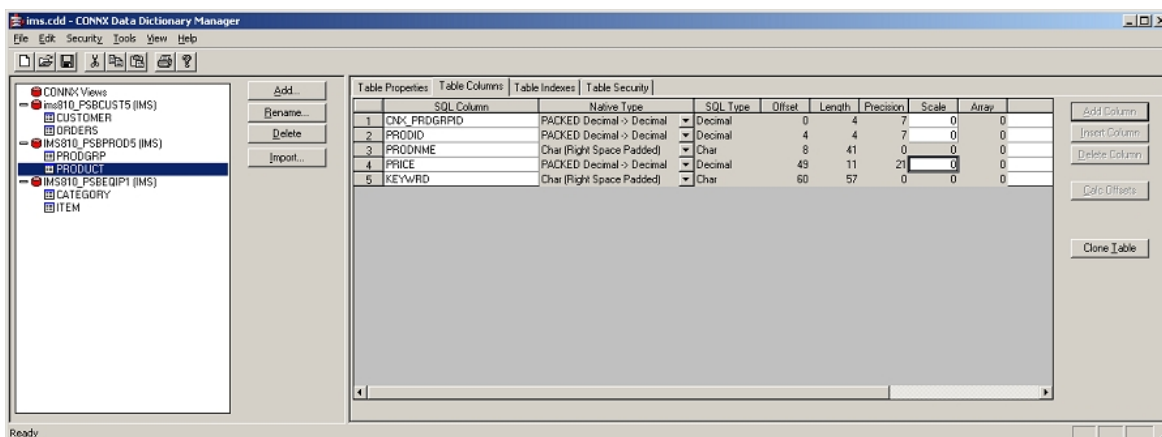 ims.cdd - CONNX Data Dictionary Manager
File Edit Security Tools View Help
CONNX Views
ims810_PSBCUST5 (IMS)
CUSTOMER
ORDERS
IMS810_PSBPROD5 (IMS)
PRODGRP
PRODUCT
IMS810_PSBEQIP1 (IMS)
CATEGORY
ITEM
Add...
Rename...
Delete
Import...
Table Properties Table Columns Table Indexes Table Security
SQL Column Native Type SQL Type Offset Length Precision Scale Array
1 CNX_PRDGRPID PACKED Decimal -> Decimal Decimal 0 4 7 0 0
2 PRODID PACKED Decimal -> Decimal Decimal 4 4 7 0 0
3 PRODNME Char (Right Space Padded) Char 8 41 0 0 0
4 PRICE PACKED Decimal -> Decimal Decimal 49 11 21 0 0
5 KEYWRD Char (Right Space Padded) Char 60 57 0 0 0
Add Column
Insert Column
Delete Column
Calc Offsets
Clone Table
Ready